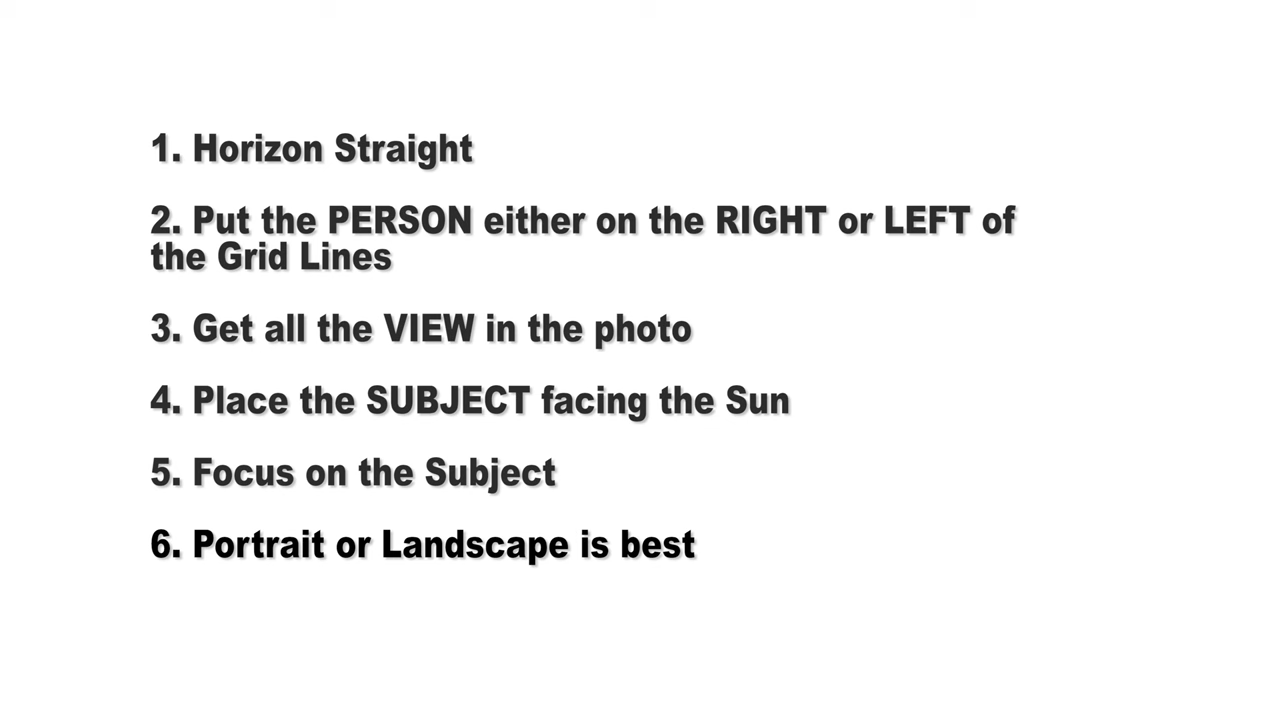 1. Horizon Straight
2. Put the PERSON either on the RIGHT or LEFT of
the Grid Lines
3. Get all the VIEW in the photo
4. Place the SUBJECT facing the Sun
5. Focus on the Subject
6. Portrait or Landscape is best